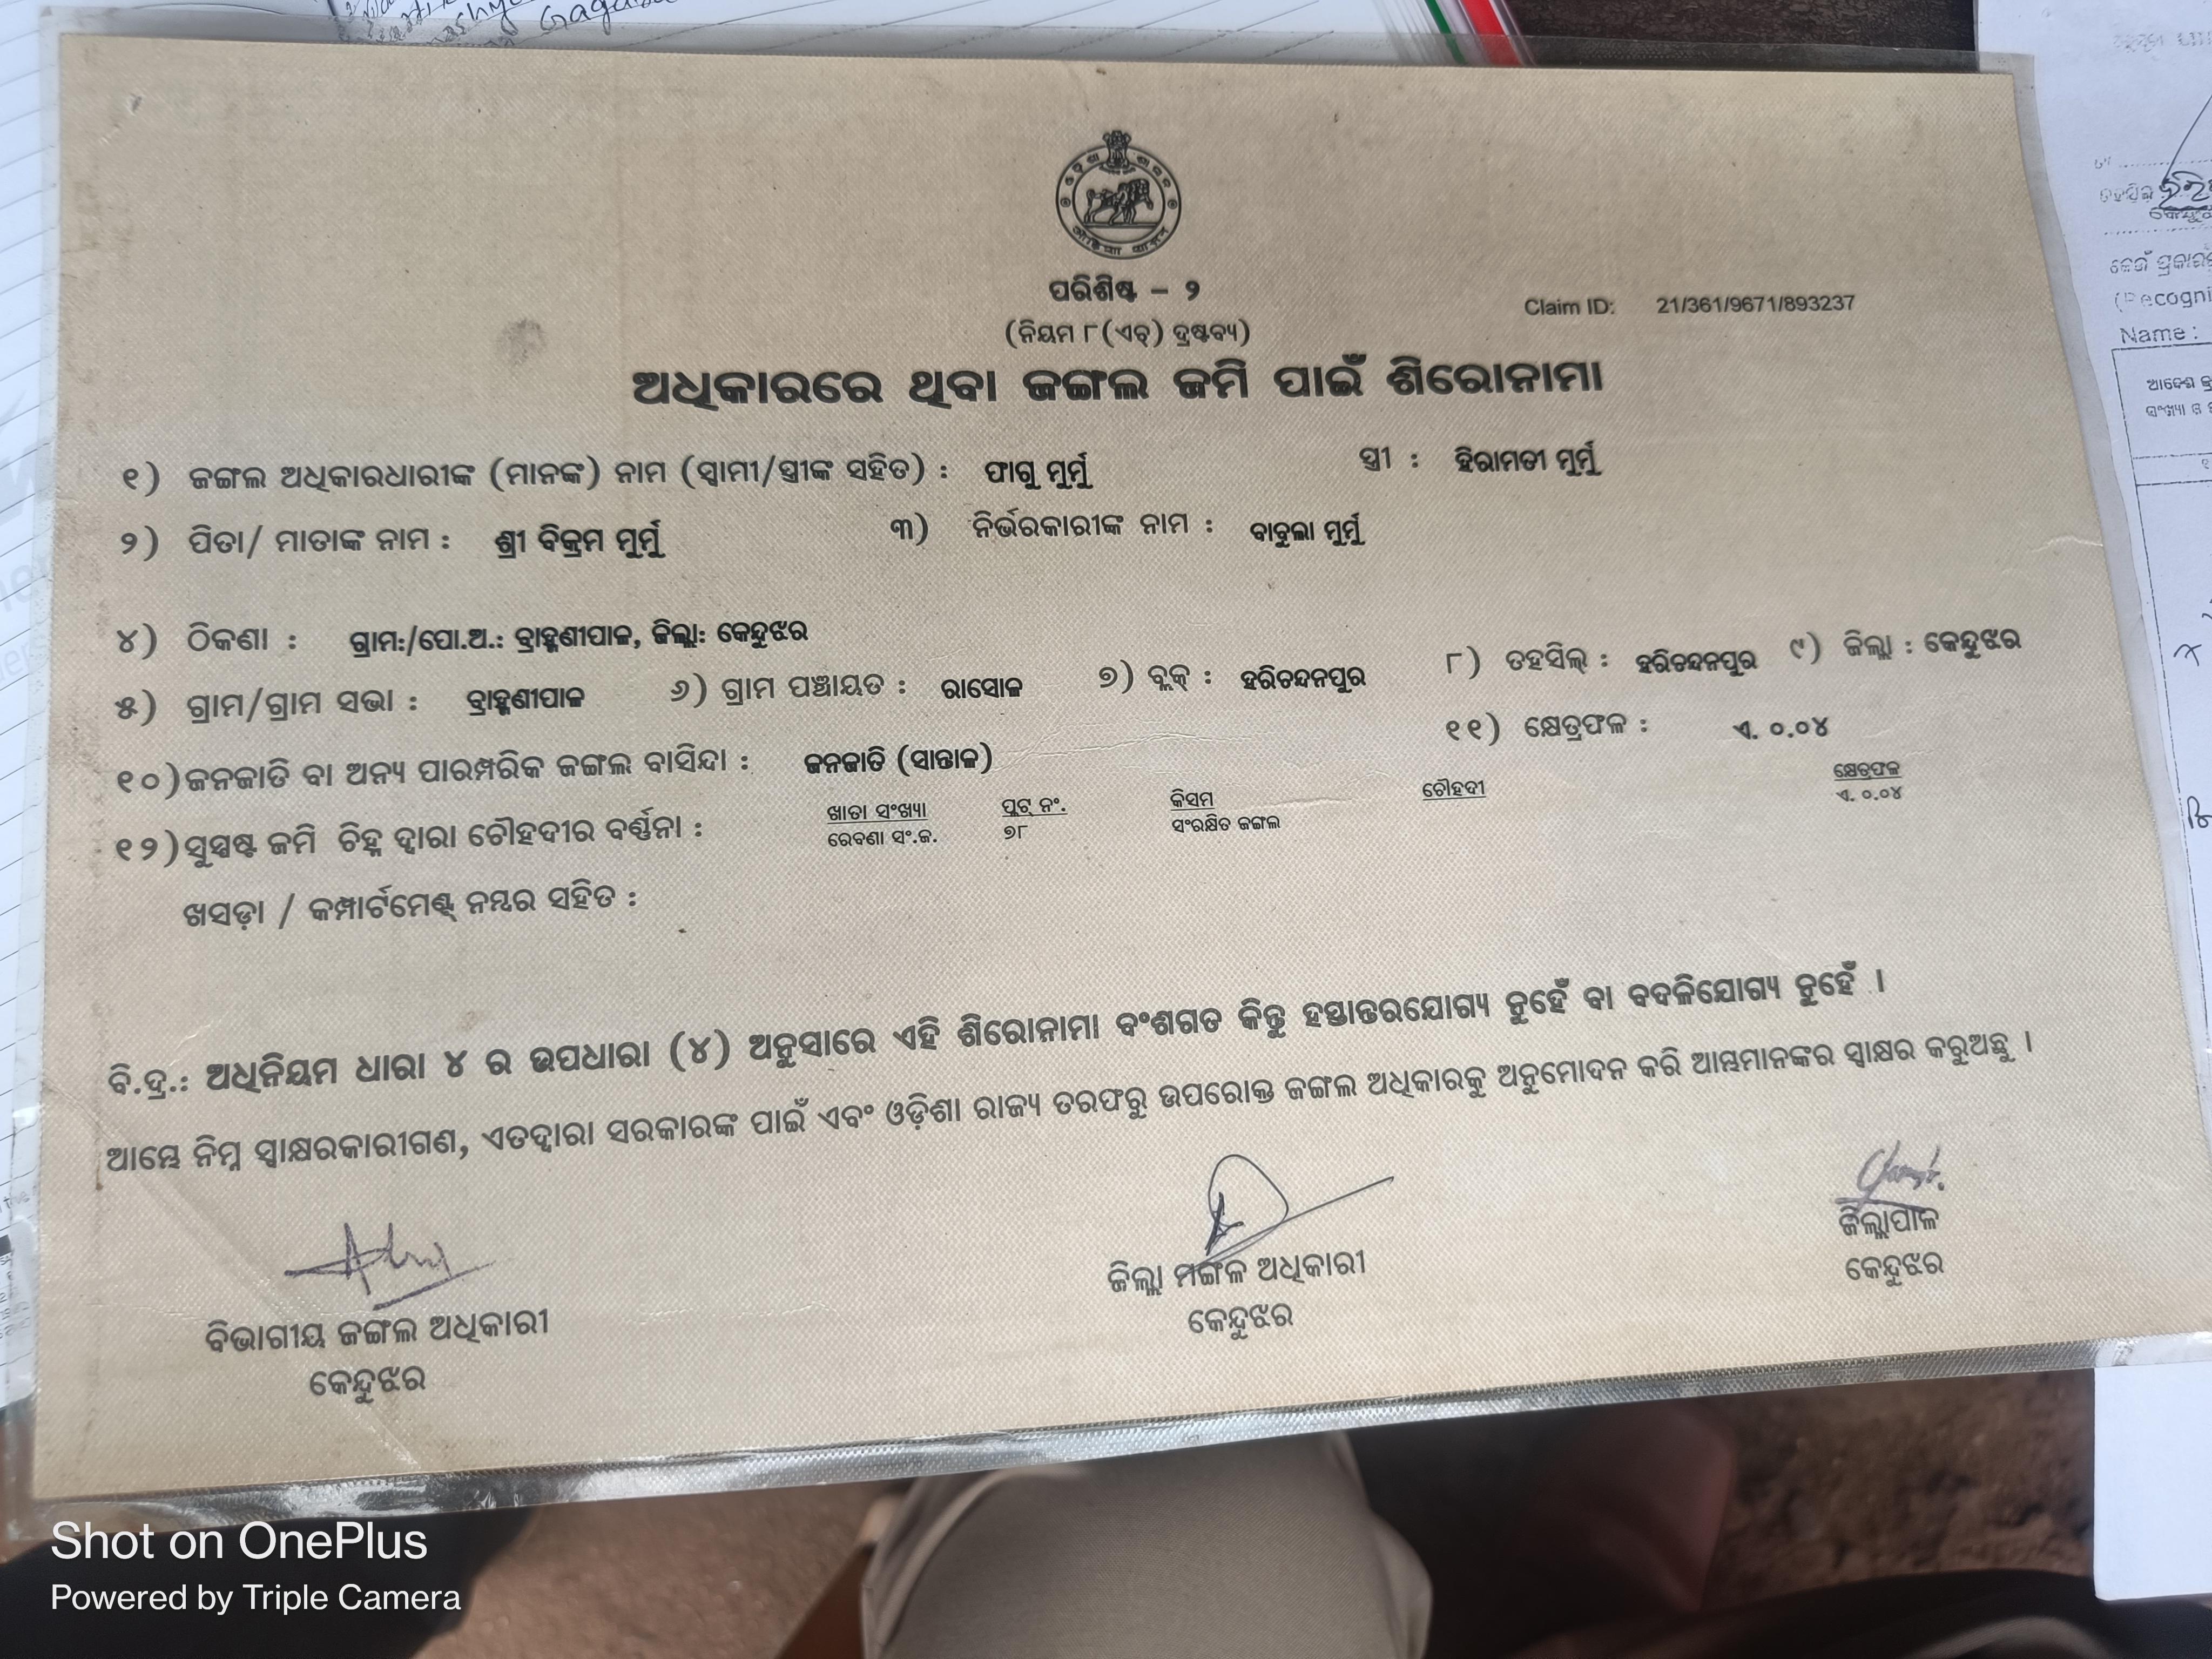 ପରିଶିଷ୍ଟ – ୨
(ନିୟମ ୮(ଏଚ୍) ଦ୍ରଷ୍ଟବ୍ୟ)
Claim ID: 21/361/9671/893237
ଅଧିକାରରେ ଥିବା ଜଙ୍ଗଲ ଜମି ପାଇଁ ଶିରୋନାମା
୧) ଜଙ୍ଗଲ ଅଧିକାରଧାରୀଙ୍କ (ମାନଙ୍କ) ନାମ (ସ୍ୱାମୀ/ସ୍ତ୍ରୀଙ୍କ ସହିତ) : ଫାଗୁ ମୁର୍ମୁ ସ୍ତ୍ରୀ : ହିରାମତୀ ମୁର୍ମୁ
୨) ପିତା/ ମାତାଙ୍କ ନାମ : ଶ୍ରୀ ବିକ୍ରମ ମୁର୍ମୁ ୩) ନିର୍ଭରକାରୀଙ୍କ ନାମ : ବାବୁଲା ମୁର୍ମୁ
୪) ଠିକଣା : ଗ୍ରାମ:/ପୋ.ଅ.: ବ୍ରାହ୍ମଣୀପାଳ, ଜିଲ୍ଲା: କେନ୍ଦୁଝର
୫) ଗ୍ରାମ/ଗ୍ରାମ ସଭା : ବ୍ରାହ୍ମଣୀପାଳ ୬) ଗ୍ରାମ ପଞ୍ଚାୟତ : ରାସୋଳ ୭) ବ୍ଲକ୍ : ହରିଚନ୍ଦନପୁର ୮) ତହସିଲ୍ : ହରିଚନ୍ଦନପୁର ୯) ଜିଲ୍ଲା : କେନ୍ଦୁଝର
୧୦)ଜନଜାତି ବା ଅନ୍ୟ ପାରମ୍ପରିକ ଜଙ୍ଗଲ ବାସିନ୍ଦା : ଜନଜାତି (ସାନ୍ତାଳ) ୧୧) କ୍ଷେତ୍ରଫଳ : ଏ. ୦.୦୪
୧୨)ସୁସ୍ପଷ୍ଟ ଜମି ଚିହ୍ନ ଦ୍ୱାରା ଚୌହଦୀର ବର୍ଣ୍ଣନା : ଖାତା ସଂଖ୍ୟା ପ୍ଲଟ୍ ନଂ. କିସମ ଚୌହଦୀ କ୍ଷେତ୍ରଫଳ
ରେବଣା ସଂ.ଜ. ୭୮ ସଂରକ୍ଷିତ ଜଙ୍ଗଲ ଏ. ୦.୦୪
ଖସଡ଼ା / କମ୍ପାର୍ଟମେଣ୍ଟ୍ ନମ୍ବର ସହିତ :
ବି.ଦ୍ର.: ଅଧିନିୟମ ଧାରା ୪ ର ଉପଧାରା (୪) ଅନୁସାରେ ଏହି ଶିରୋନାମା ବଂଶଗତ କିନ୍ତୁ ହସ୍ତାନ୍ତରଯୋଗ୍ୟ ନୁହେଁ ବା ବଦଳିଯୋଗ୍ୟ ନୁହେଁ ।
ଆମ୍ଭେ ନିମ୍ନ ସ୍ୱାକ୍ଷରକାରୀଗଣ, ଏତଦ୍ୱାରା ସରକାରଙ୍କ ପାଇଁ ଏବଂ ଓଡ଼ିଶା ରାଜ୍ୟ ତରଫରୁ ଉପରୋକ୍ତ ଜଙ୍ଗଲ ଅଧିକାରକୁ ଅନୁମୋଦନ କରି ଆମ୍ଭମାନଙ୍କର ସ୍ୱାକ୍ଷର କରୁଅଛୁ ।
ବିଭାଗୀୟ ଜଙ୍ଗଲ ଅଧିକାରୀ
କେନ୍ଦୁଝର
ଜିଲ୍ଲା ମଙ୍ଗଳ ଅଧିକାରୀ
କେନ୍ଦୁଝର
ଜିଲ୍ଲାପାଳ
କେନ୍ଦୁଝର
Name :
Shot on OnePlus
Powered by Triple Camera